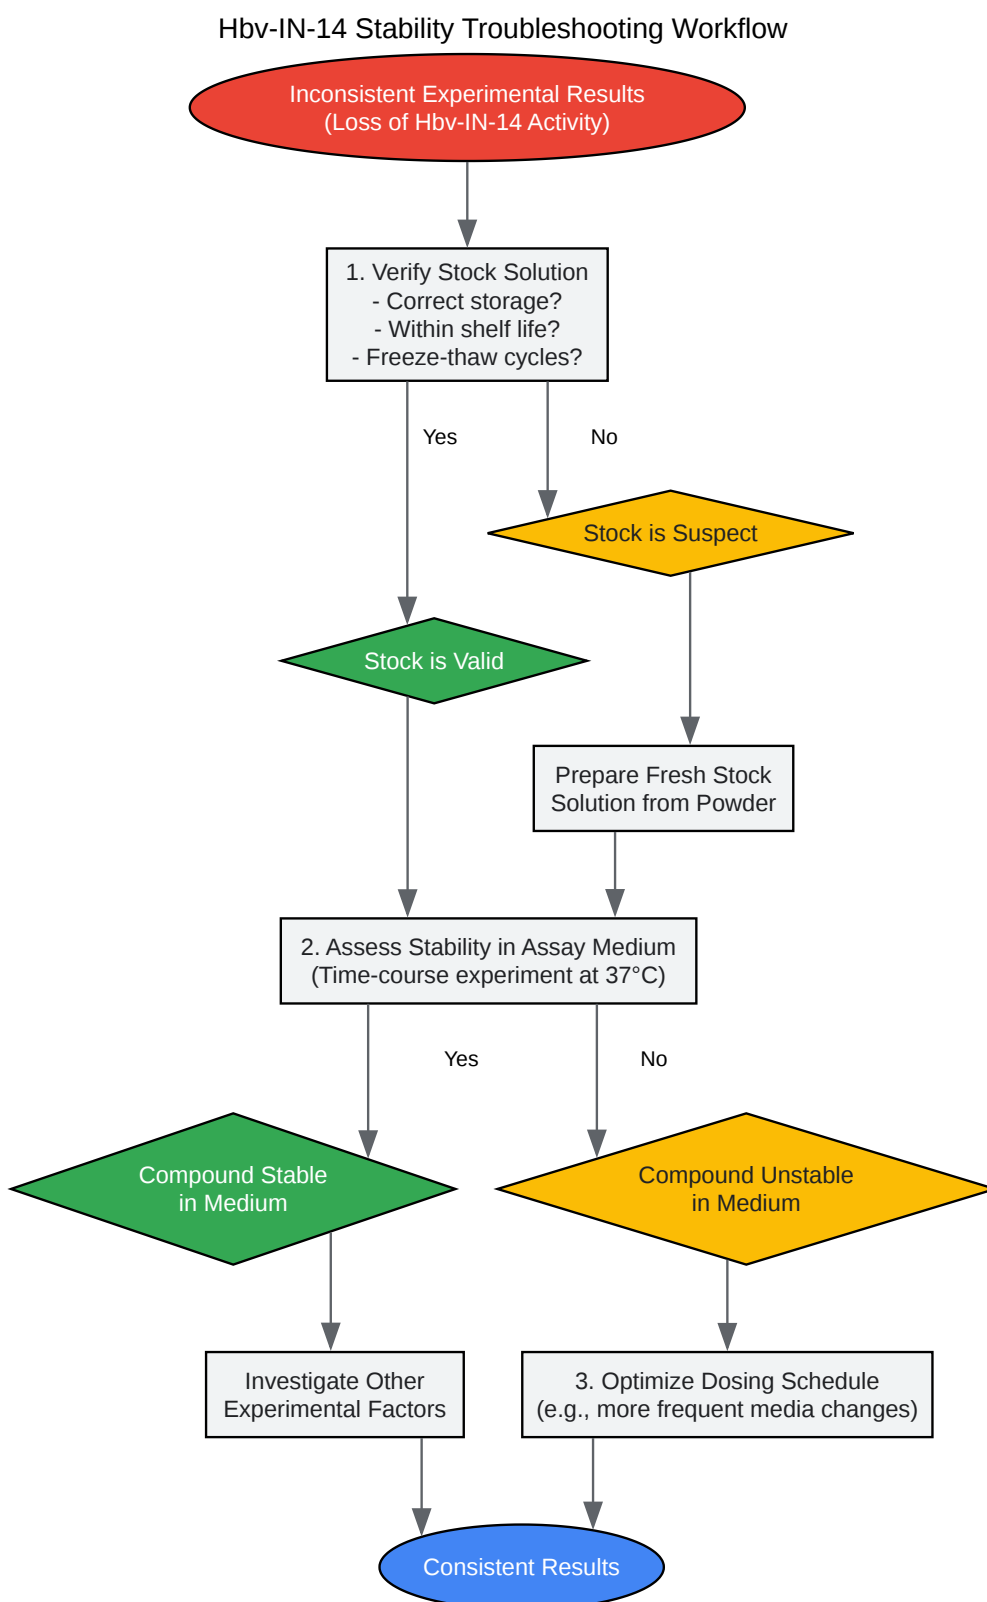 Hbv-IN-14 Stability Troubleshooting Workflow
Inconsistent Experimental Results
(Loss of Hbv-IN-14 Activity)
1. Verify Stock Solution
- Correct storage?
- Within shelf life?
- Freeze-thaw cycles?
Yes
No
Stock is Suspect
Stock is Valid
Prepare Fresh Stock
Solution from Powder
2. Assess Stability in Assay Medium
(Time-course experiment at 37°C)
Yes
No
Compound Stable
in Medium
Compound Unstable
in Medium
Investigate Other
Experimental Factors
3. Optimize Dosing Schedule
(e.g., more frequent media changes)
Consistent Results